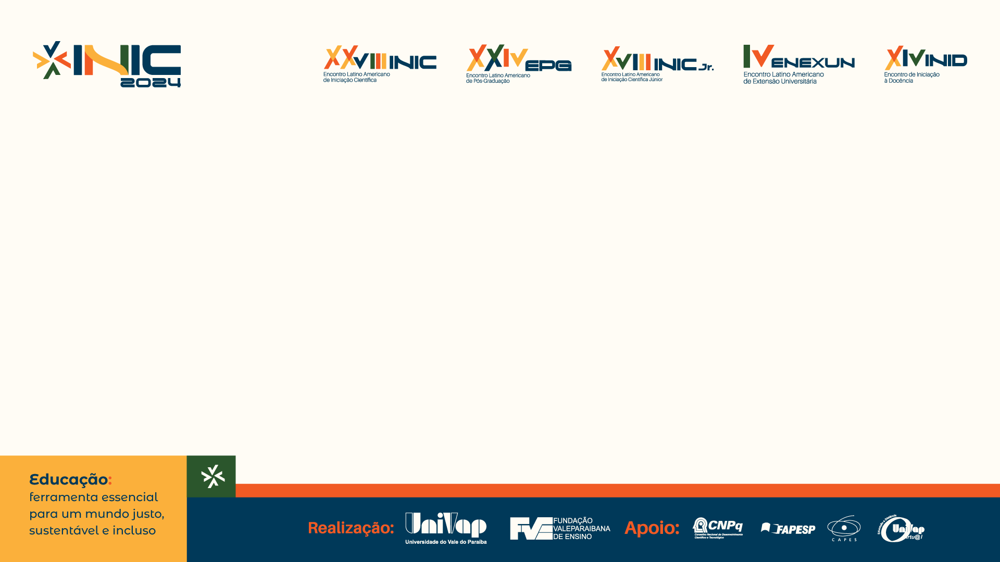 INIC
2024
XXVIII INIC
Encontro Latino Americano
de Iniciação Científica
XXIV EPG
Encontro Latino Americano
de Pós-Graduação
XVIII INIC Jr.
Encontro Latino Americano
de Iniciação Científica Júnior
IV ENEXUN
Encontro Latino Americano
de Extensão Universitária
XIV INID
Encontro de Iniciação
à Docência
Educação:
ferramenta essencial
para um mundo justo,
sustentável e incluso
Realização:
UniVap
Universidade do Vale do Paraíba
FVE
FUNDAÇÃO
VALEPARAIBANA
DE ENSINO
Apoio:
CNPq
Conselho Nacional de Desenvolvimento
Científico e Tecnológico
FAPESP
CAPES
Educação a Distância
UniVap
Virtu@l